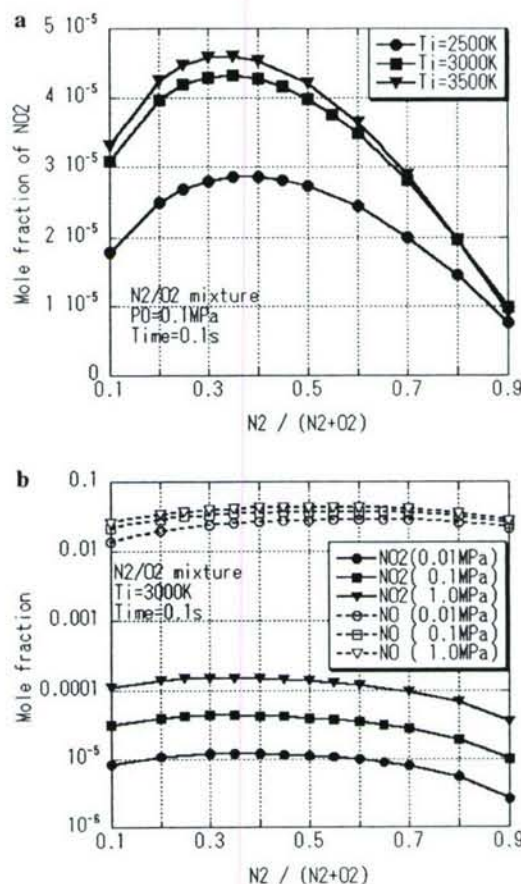 a
5 10⁻⁵
4 10⁻⁵
3 10⁻⁵
2 10⁻⁵
1 10⁻⁵
0
Mole fraction of NO2
Ti=2500K
Ti=3000K
Ti=3500K
N2/O2 mixture
P0=0.1MPa
Time=0.1s
0.1 0.3 0.5 0.7 0.9
N2 / (N2+O2)
b
0.1
0.01
0.001
0.0001
10⁻⁵
10⁻⁶
Mole fraction
N2/O2 mixture
Ti=3000K
Time=0.1s
NO2(0.01MPa)
NO2( 0.1MPa)
NO2( 1.0MPa)
NO (0.01MPa)
NO ( 0.1MPa)
NO ( 1.0MPa)
0.1 0.3 0.5 0.7 0.9
N2 / (N2+O2)